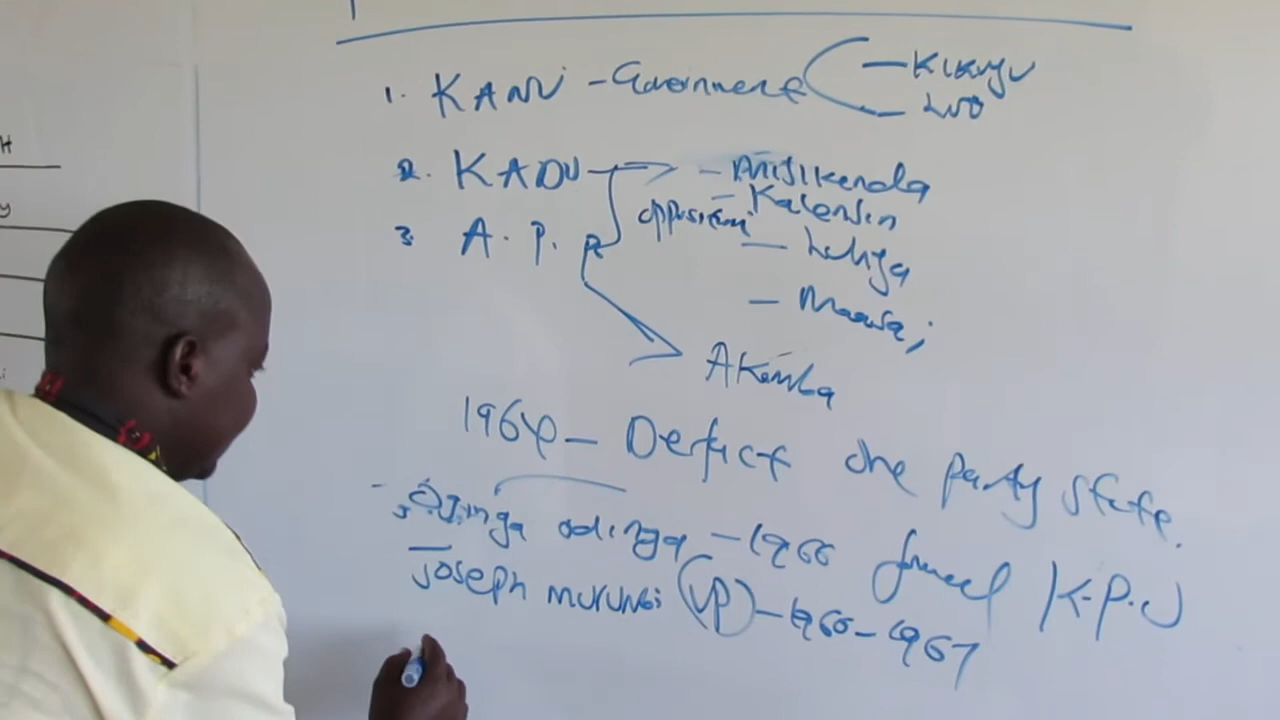 H
y
1. KANU - Government - Kikuyu
- Luo
2. KADU - Mijikenda
- Kalenjin
opposition
3. A. P. P - Luhya
- Maasai
Akamba
1964 - Defact one party state.
Odinga - 1966 formed K.P.U
Joseph murumbi (VP) - 1966 - 1967